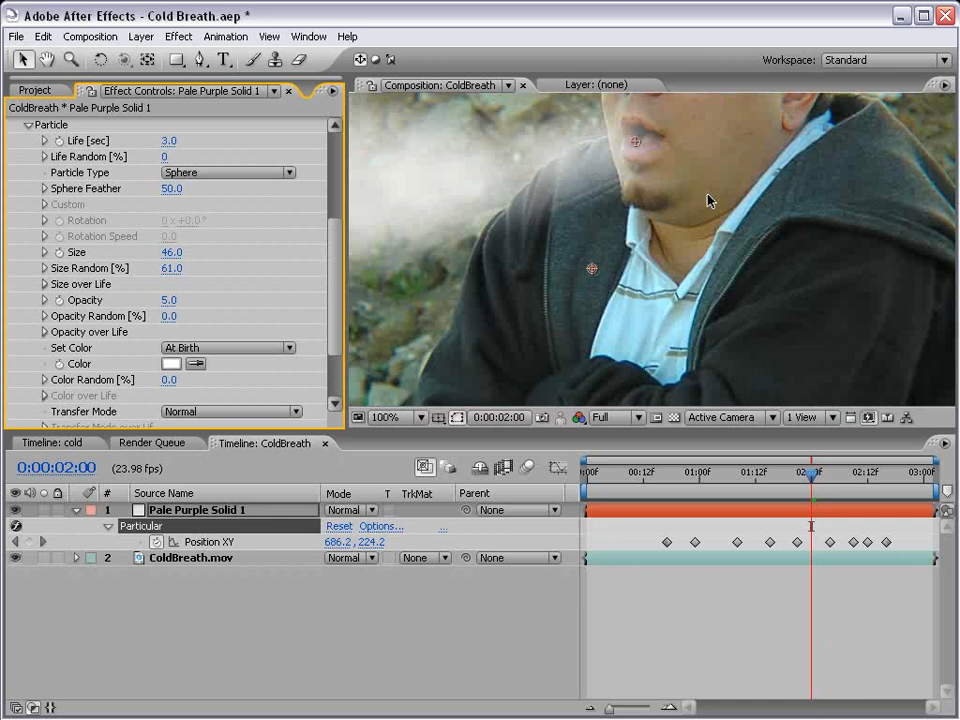 Adobe After Effects - Cold Breath.aep *
File Edit Composition Layer Effect Animation View Window Help
Workspace: Standard
Project Effect Controls: Pale Purple Solid 1 Composition: ColdBreath Layer: (none)
ColdBreath * Pale Purple Solid 1
Particle
Life [sec] 3.0
Life Random [%] 0
Particle Type Sphere
Sphere Feather 50.0
Custom
Rotation 0 x +0.0°
Rotation Speed 0.0
Size 46.0
Size Random [%] 61.0
Size over Life
Opacity 5.0
Opacity Random [%] 0.0
Opacity over Life
Set Color At Birth
Color
Color Random [%] 0.0
Color over Life
Transfer Mode Normal
Transfer Mode over Life
100% 0:00:02:00 Full Active Camera 1 View
Timeline: cold Render Queue Timeline: ColdBreath
0:00:02:00 (23.98 fps)
00:12f 01:00f 01:12f 02:12f 03:00f
# Source Name Mode T TrkMat Parent
1 Pale Purple Solid 1 Normal None
Particular Reset Options... ...
Position XY 686.2, 224.2
2 ColdBreath.mov Normal None None